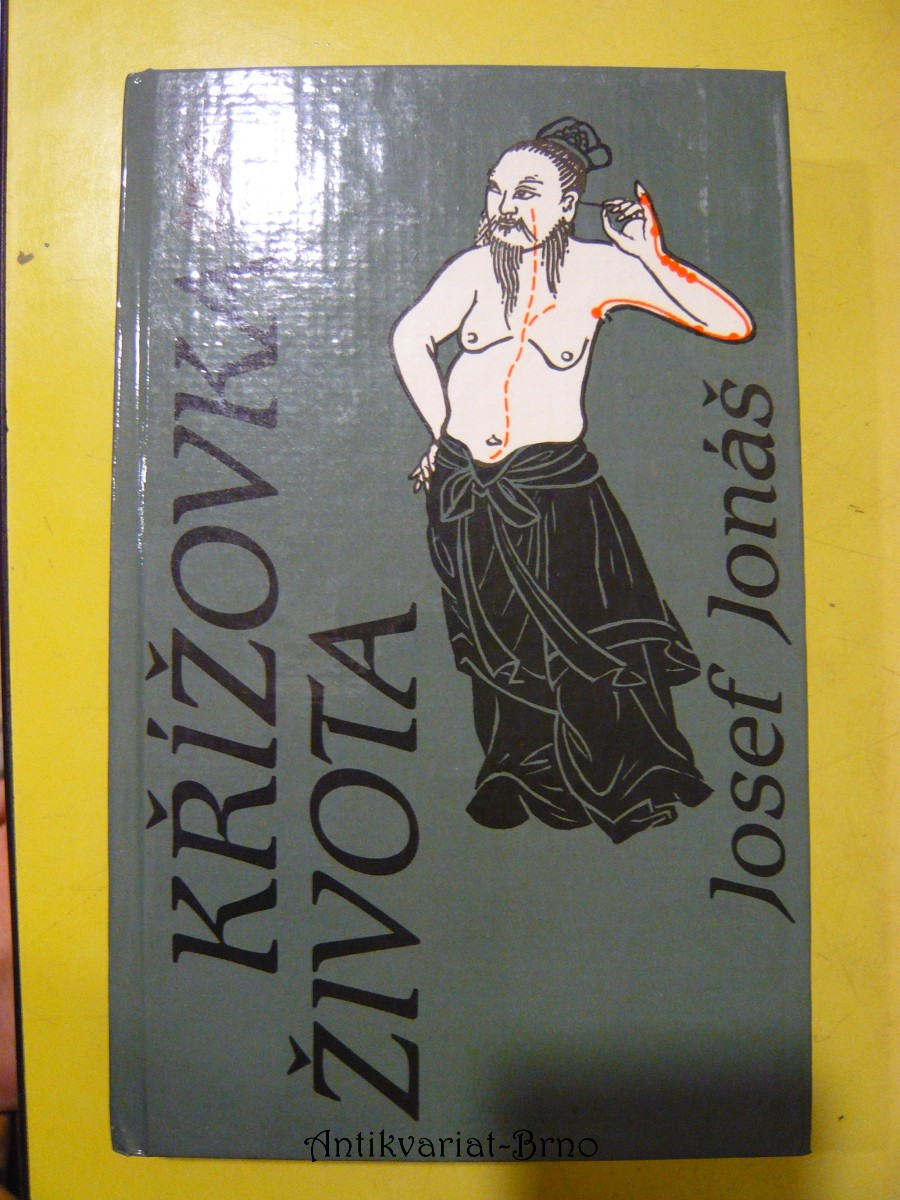 KŘÍŽOVKA
ŽIVOTA
Josef Jonáš
Antikvariat-Brno